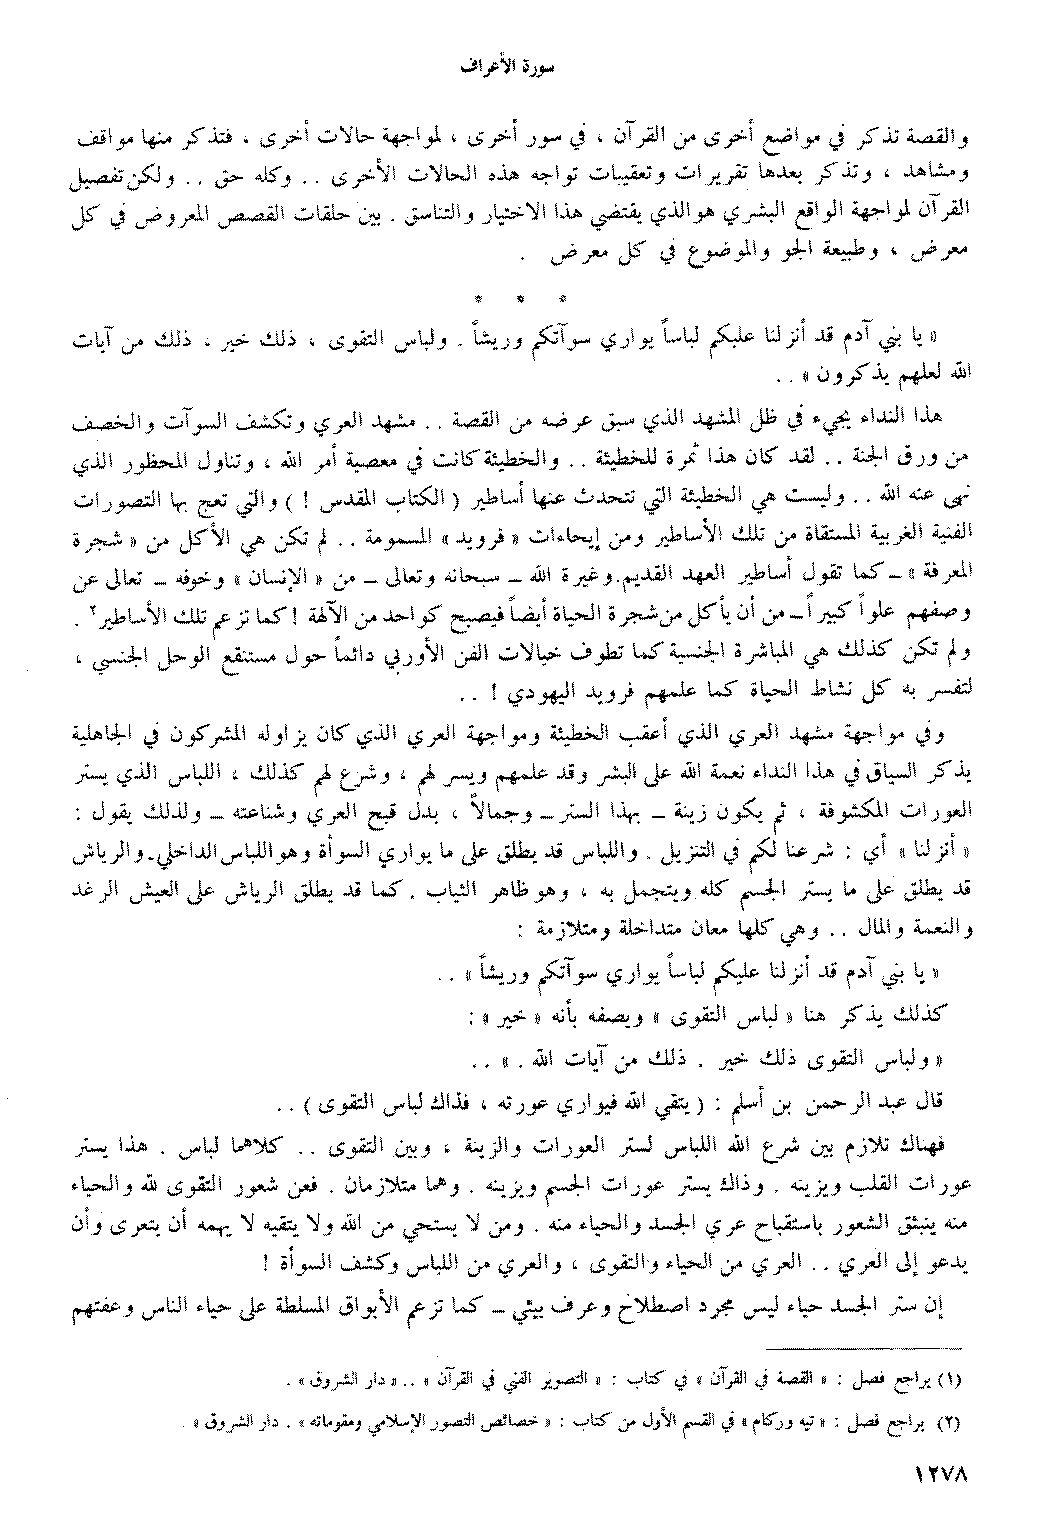 سورة الأعراف
والقصة تذكر في مواضع أخرى من القرآن ، في سور أخرى ، لمواجهة حالات أخرى ، فتذكر منها مواقف
ومشاهد ، وتذكر بعدها تقريرات وتعقيبات تواجه هذه الحالات الأخرى .. وكله حق .. ولكن تفصيل
القرآن لمواجهة الواقع البشري هو الذي يقتضي هذا الاختيار والتناسق . بين حلقات القصص المعروض في كل
معرض ، وطبيعة الجو والموضوع في كل معرض .
* * *
« يا بني آدم قد أنزلنا عليكم لباساً يواري سوآتكم وريشاً . ولباس التقوى ، ذلك خير ، ذلك من آيات
الله لعلهم يذكرون » ..
هذا النداء يجيء في ظل المشهد الذي سبق عرضه من القصة .. مشهد العري وتكشف السوآت والخصف
من ورق الجنة .. لقد كان هذا ثمرة للخطيئة .. والخطيئة كانت في معصية أمر الله ، وتناول المحظور الذي
نهى عنه الله .. وليست هي الخطيئة التي تتحدث عنها أساطير ( الكتاب المقدس ! ) والتي تعج بها التصورات
الفنية الغربية المستقاة من تلك الأساطير ومن إيحاءات « فرويد » المسمومة .. لم تكن هي الأكل من « شجرة
المعرفة » – كما تقول أساطير العهد القديم. وغيرة الله – سبحانه وتعالى – من « الإنسان » وخوفه – تعالى عن
وصفهم علواً كبيراً – من أن يأكل من شجرة الحياة أيضاً فيصبح كواحد من الآلهة ! كما تزعم تلك الأساطير ٢ .
ولم تكن كذلك هي المباشرة الجنسية كما تطوف خيالات الفن الأوربي دائماً حول مستنقع الوحل الجنسي ،
لتفسر به كل نشاط الحياة كما علمهم فرويد اليهودي ! ..
وفي مواجهة مشهد العري الذي أعقب الخطيئة ومواجهة العري الذي كان يزاوله المشركون في الجاهلية
يذكر السياق في هذا النداء نعمة الله على البشر وقد علمهم ويسر لهم ، وشرع لهم كذلك ، اللباس الذي يستر
العورات المكشوفة ، ثم يكون زينة – بهذا الستر – وجمالاً ، بدل قبح العري وشناعته – ولذلك يقول :
« أنزلنا » أي : شرعنا لكم في التنزيل . واللباس قد يطلق على ما يواري السوأة وهو اللباس الداخلي. والرياش
قد يطلق على ما يستر الجسم كله ويتجمل به ، وهو ظاهر الثياب . كما قد يطلق الرياش على العيش الرغد
والنعمة والمال .. وهي كلها معان متداخلة ومتلازمة :
« يا بني آدم قد أنزلنا عليكم لباساً يواري سوآتكم وريشاً » ..
كذلك يذكر هنا « لباس التقوى » ويصفه بأنه « خير » :
« ولباس التقوى ذلك خير . ذلك من آيات الله . » ..
قال عبد الرحمن بن أسلم : ( يتقي الله فيواري عورته ، فذاك لباس التقوى ) ..
فهناك تلازم بين شرع الله اللباس لستر العورات والزينة ، وبين التقوى .. كلاهما لباس . هذا يستر
عورات القلب ويزينه . وذاك يستر عورات الجسم ويزينه . وهما متلازمان . فعن شعور التقوى لله والحياء
منه ينبثق الشعور باستقباح عري الجسد والحياء منه . ومن لا يستحي من الله ولا يتقيه لا يهمه أن يتعرى وأن
يدعو إلى العري .. العري من الحياء والتقوى ، والعري من اللباس وكشف السوأة !
إن ستر الجسد حياء ليس مجرد اصطلاح وعرف بيئي – كما تزعم الأبواق المسلطة على حياء الناس وعفتهم
(١) يراجع فصل : « القصة في القرآن » في كتاب : « التصوير الفني في القرآن » .. « دار الشروق » .
(٢) يراجع فصل : « تيه وركام » في القسم الأول من كتاب : « خصائص التصور الإسلامي ومقوماته » . دار الشروق » .
١٢٧٨